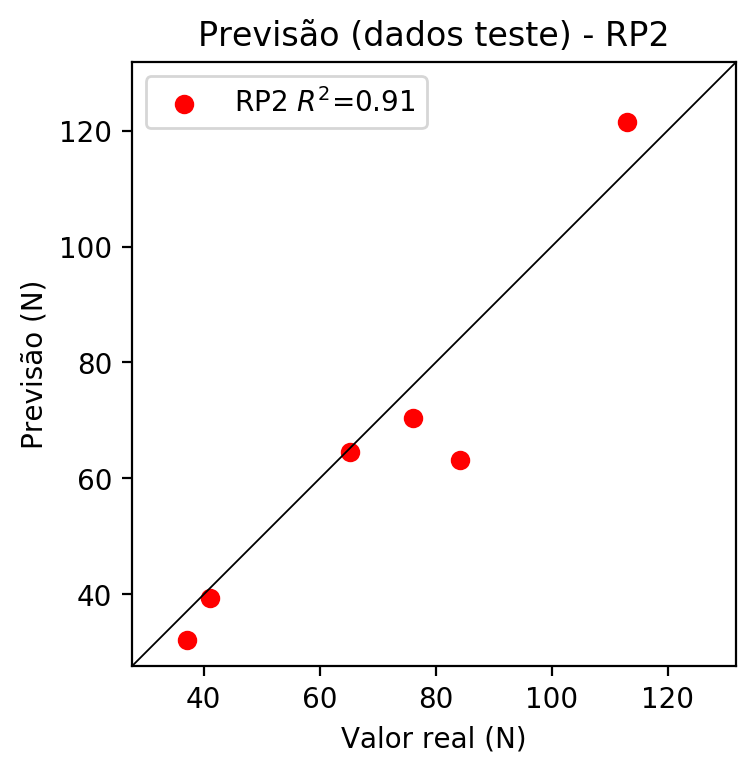 Previsão (dados teste) - RP2
RP2 R²=0.91
120
100
80
60
40
Previsão (N)
40 60 80 100 120
Valor real (N)